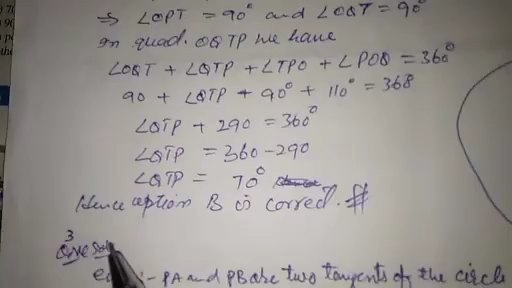 ⇒ ∠OPT = 90° and ∠OQT = 90°
In quad. OQTP we have
∠OQT + ∠QTP + ∠TPO + ∠POQ = 360°
90 + ∠QTP + 90° + 110° = 368
∠QTP + 290 = 360°
∠QTP = 360 - 290
∠QTP = 70°
Hence option B is correct. #
3
:- PA and PB are two tangents of the circle